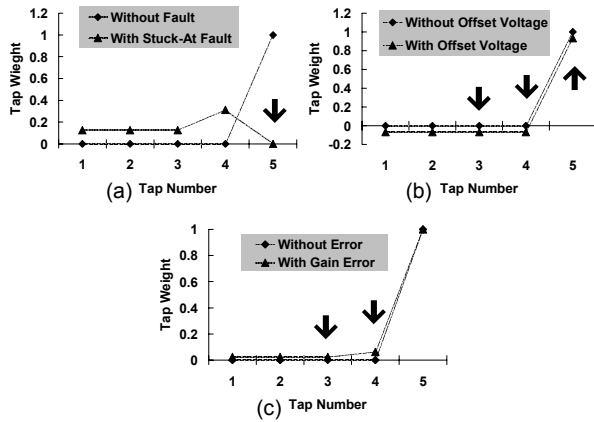 Without Fault
With Stuck-At Fault
Tap Wieght
1.2
1
0.8
0.6
0.4
0.2
0
1 2 3 4 5
(a) Tap Number
Without Offset Voltage
With Offset Voltage
Tap Weight
1.2
1
0.8
0.6
0.4
0.2
0
-0.2
1 2 3 4 5
(b) Tap Number
Without Error
With Gain Error
Tap Weight
1
0.8
0.6
0.4
0.2
0
1 2 3 4 5
(c) Tap Number